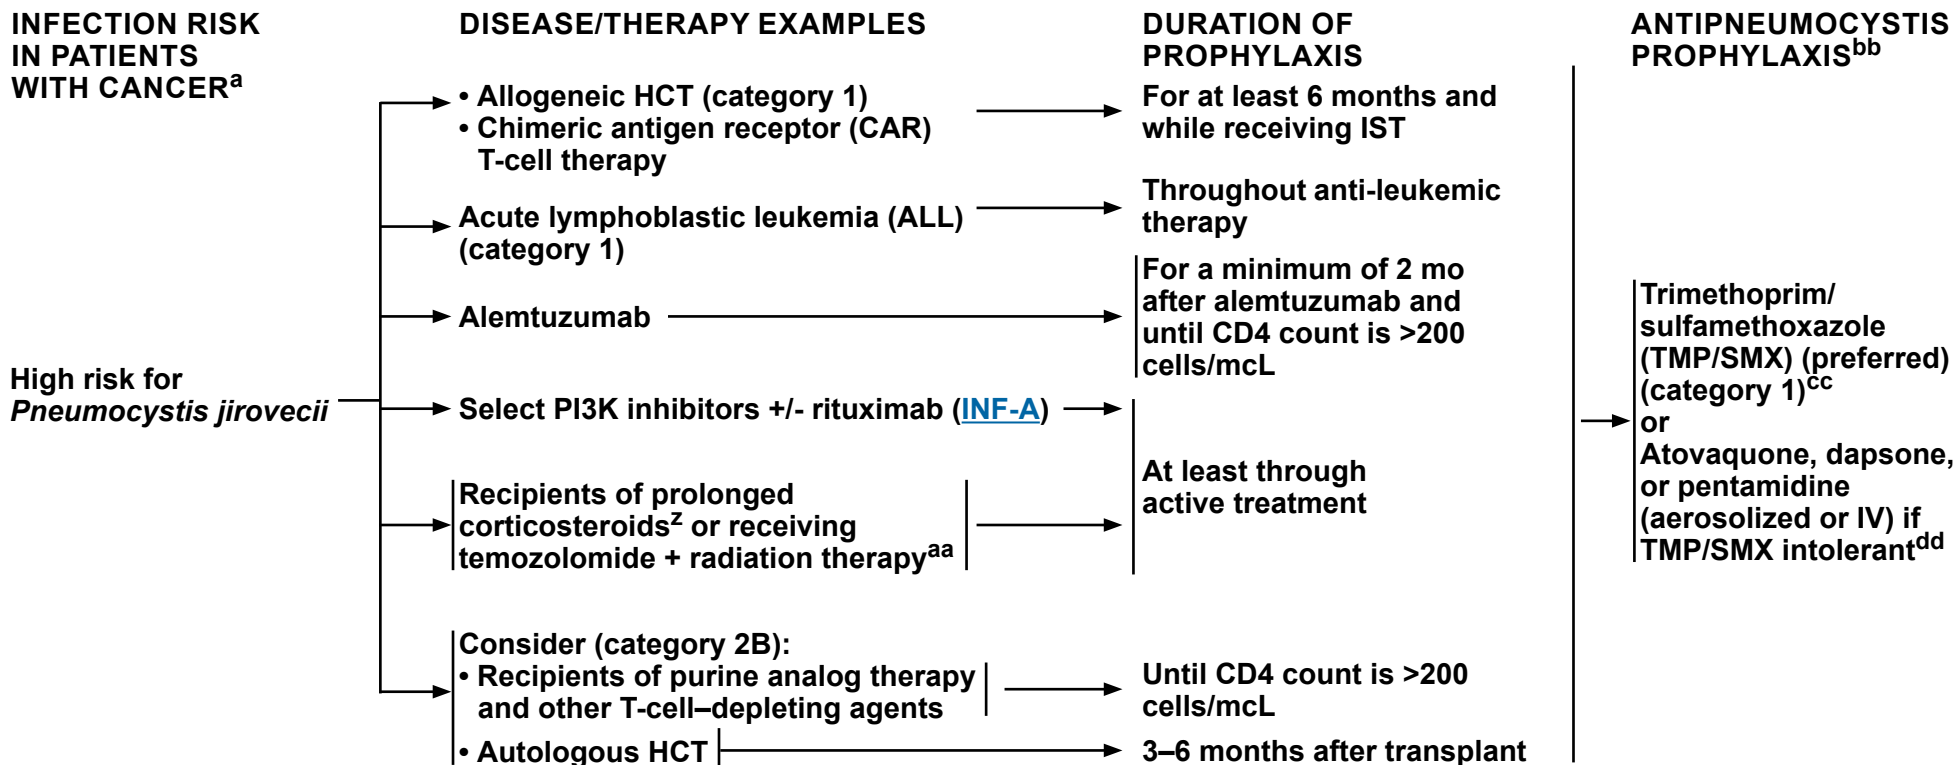 INFECTION RISK
IN PATIENTS
WITH CANCERa
DISEASE/THERAPY EXAMPLES
DURATION OF
PROPHYLAXIS
ANTIPNEUMOCYSTIS
PROPHYLAXISbb
High risk for
Pneumocystis jirovecii
• Allogeneic HCT (category 1)
• Chimeric antigen receptor (CAR)
T-cell therapy
For at least 6 months and
while receiving IST
Acute lymphoblastic leukemia (ALL)
(category 1)
Throughout anti-leukemic
therapy
Alemtuzumab
For a minimum of 2 mo
after alemtuzumab and
until CD4 count is >200
cells/mcL
Select PI3K inhibitors +/- rituximab (INF-A)
Recipients of prolonged
corticosteroidsz or receiving
temozolomide + radiation therapyaa
At least through
active treatment
Consider (category 2B):
• Recipients of purine analog therapy
and other T-cell–depleting agents
Until CD4 count is >200
cells/mcL
• Autologous HCT
3–6 months after transplant
Trimethoprim/
sulfamethoxazole
(TMP/SMX) (preferred)
(category 1)cc
or
Atovaquone, dapsone,
or pentamidine
(aerosolized or IV) if
TMP/SMX intolerantdd